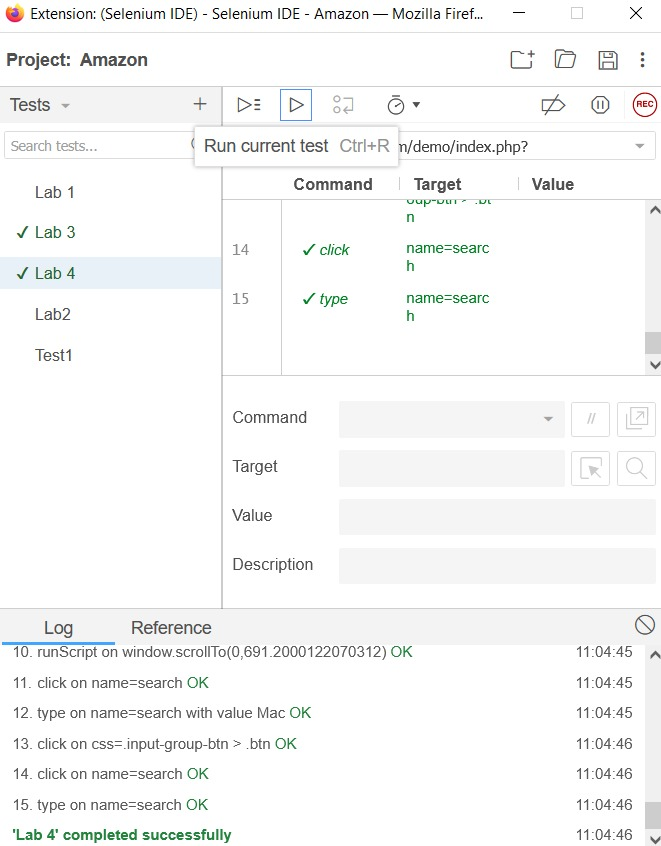 Extension: (Selenium IDE) - Selenium IDE - Amazon — Mozilla Firef...
Project: Amazon
Tests
REC
Search tests...
Run current test Ctrl+R
m/demo/index.php?
Command Target Value
Lab 1
Lab 3
Lab 4
Lab2
Test1
oup-btn > .bt
n
14 click name=searc
h
15 type name=searc
h
Command
//
Target
Value
Description
Log Reference
10. runScript on window.scrollTo(0,691.2000122070312) OK 11:04:45
11. click on name=search OK 11:04:45
12. type on name=search with value Mac OK 11:04:45
13. click on css=.input-group-btn > .btn OK 11:04:46
14. click on name=search OK 11:04:46
15. type on name=search OK 11:04:46
'Lab 4' completed successfully 11:04:46